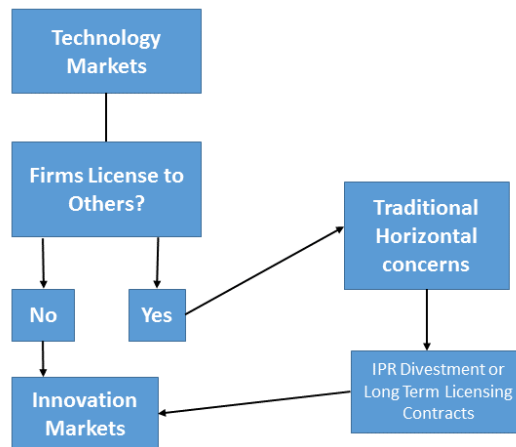 Technology
Markets
Firms License to
Others?
Traditional
Horizontal
concerns
No
Yes
IPR Divestment or
Long Term Licensing
Contracts
Innovation
Markets